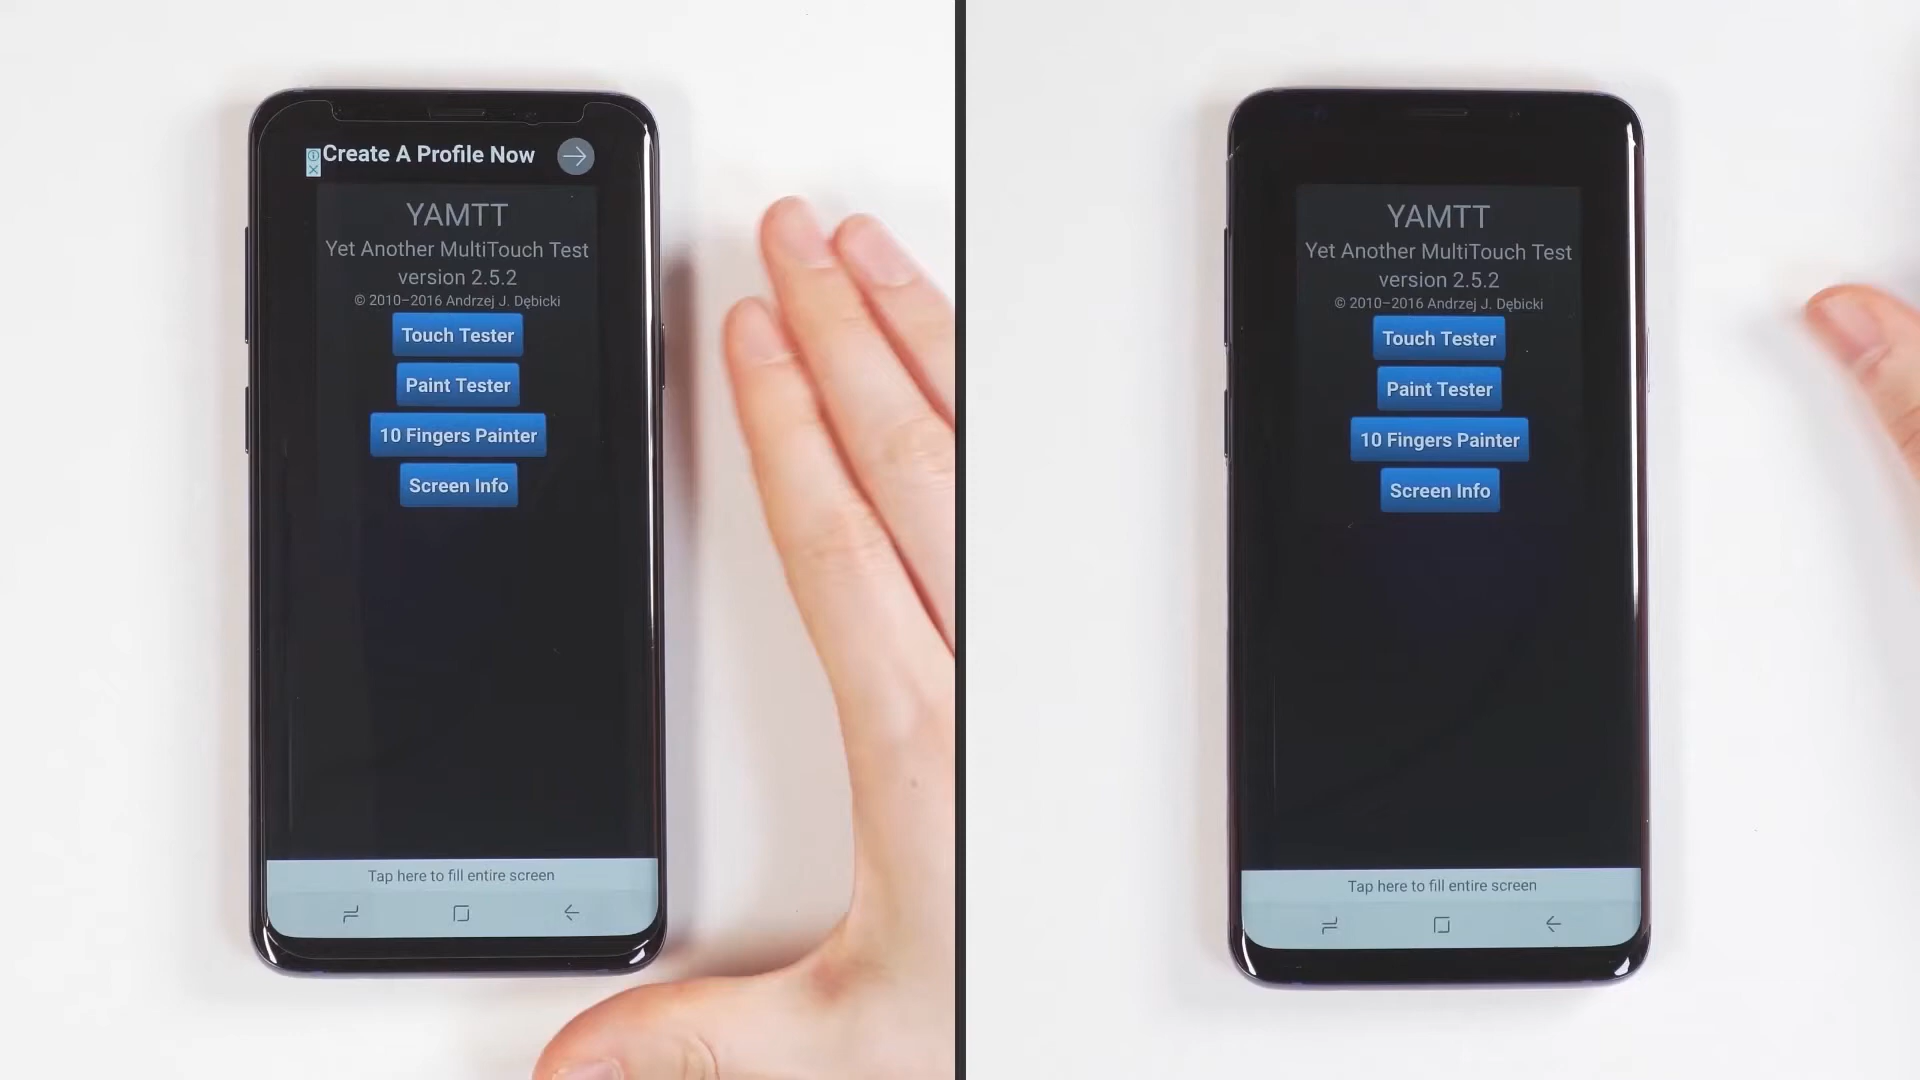 Create A Profile Now
YAMTT
Yet Another MultiTouch Test
version 2.5.2
© 2010–2016 Andrzej J. Dębicki
Touch Tester
Paint Tester
10 Fingers Painter
Screen Info
Tap here to fill entire screen
YAMTT
Yet Another MultiTouch Test
version 2.5.2
© 2010–2016 Andrzej J. Dębicki
Touch Tester
Paint Tester
10 Fingers Painter
Screen Info
Tap here to fill entire screen